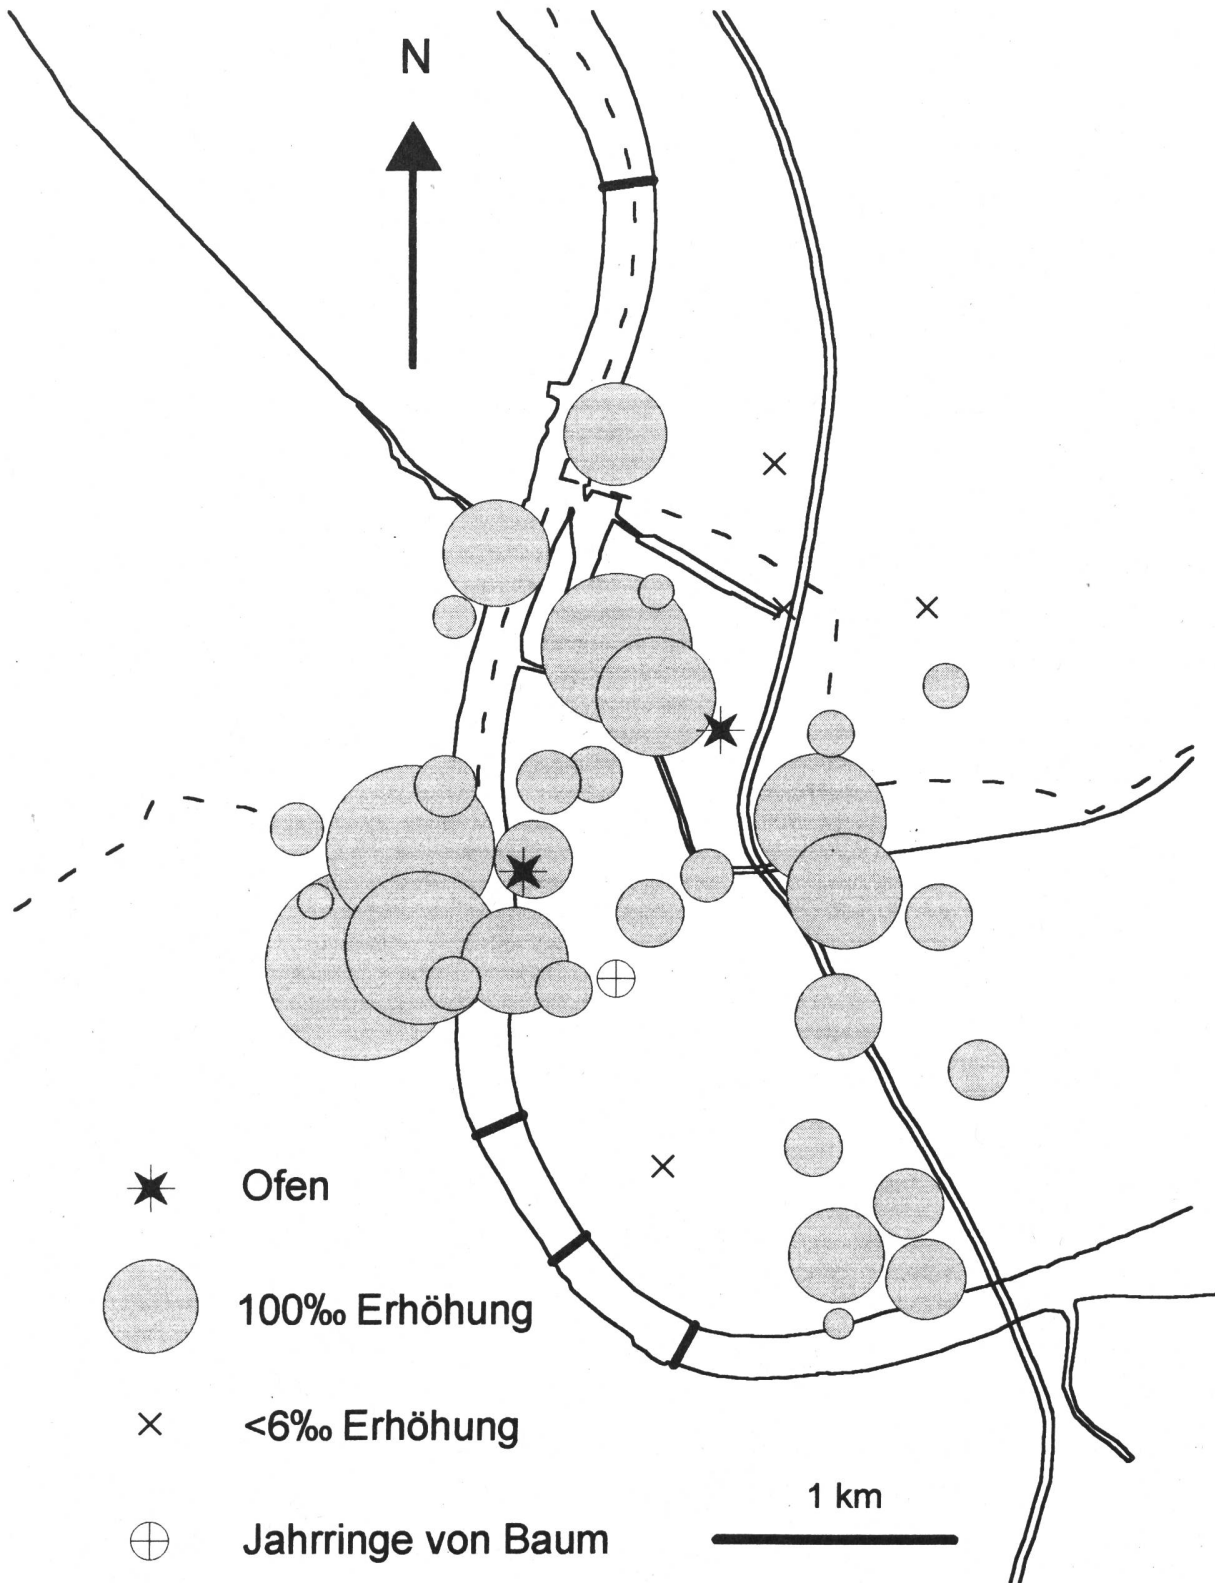 N
Ofen
100‰ Erhöhung
<6‰ Erhöhung
1 km
Jahrringe von Baum